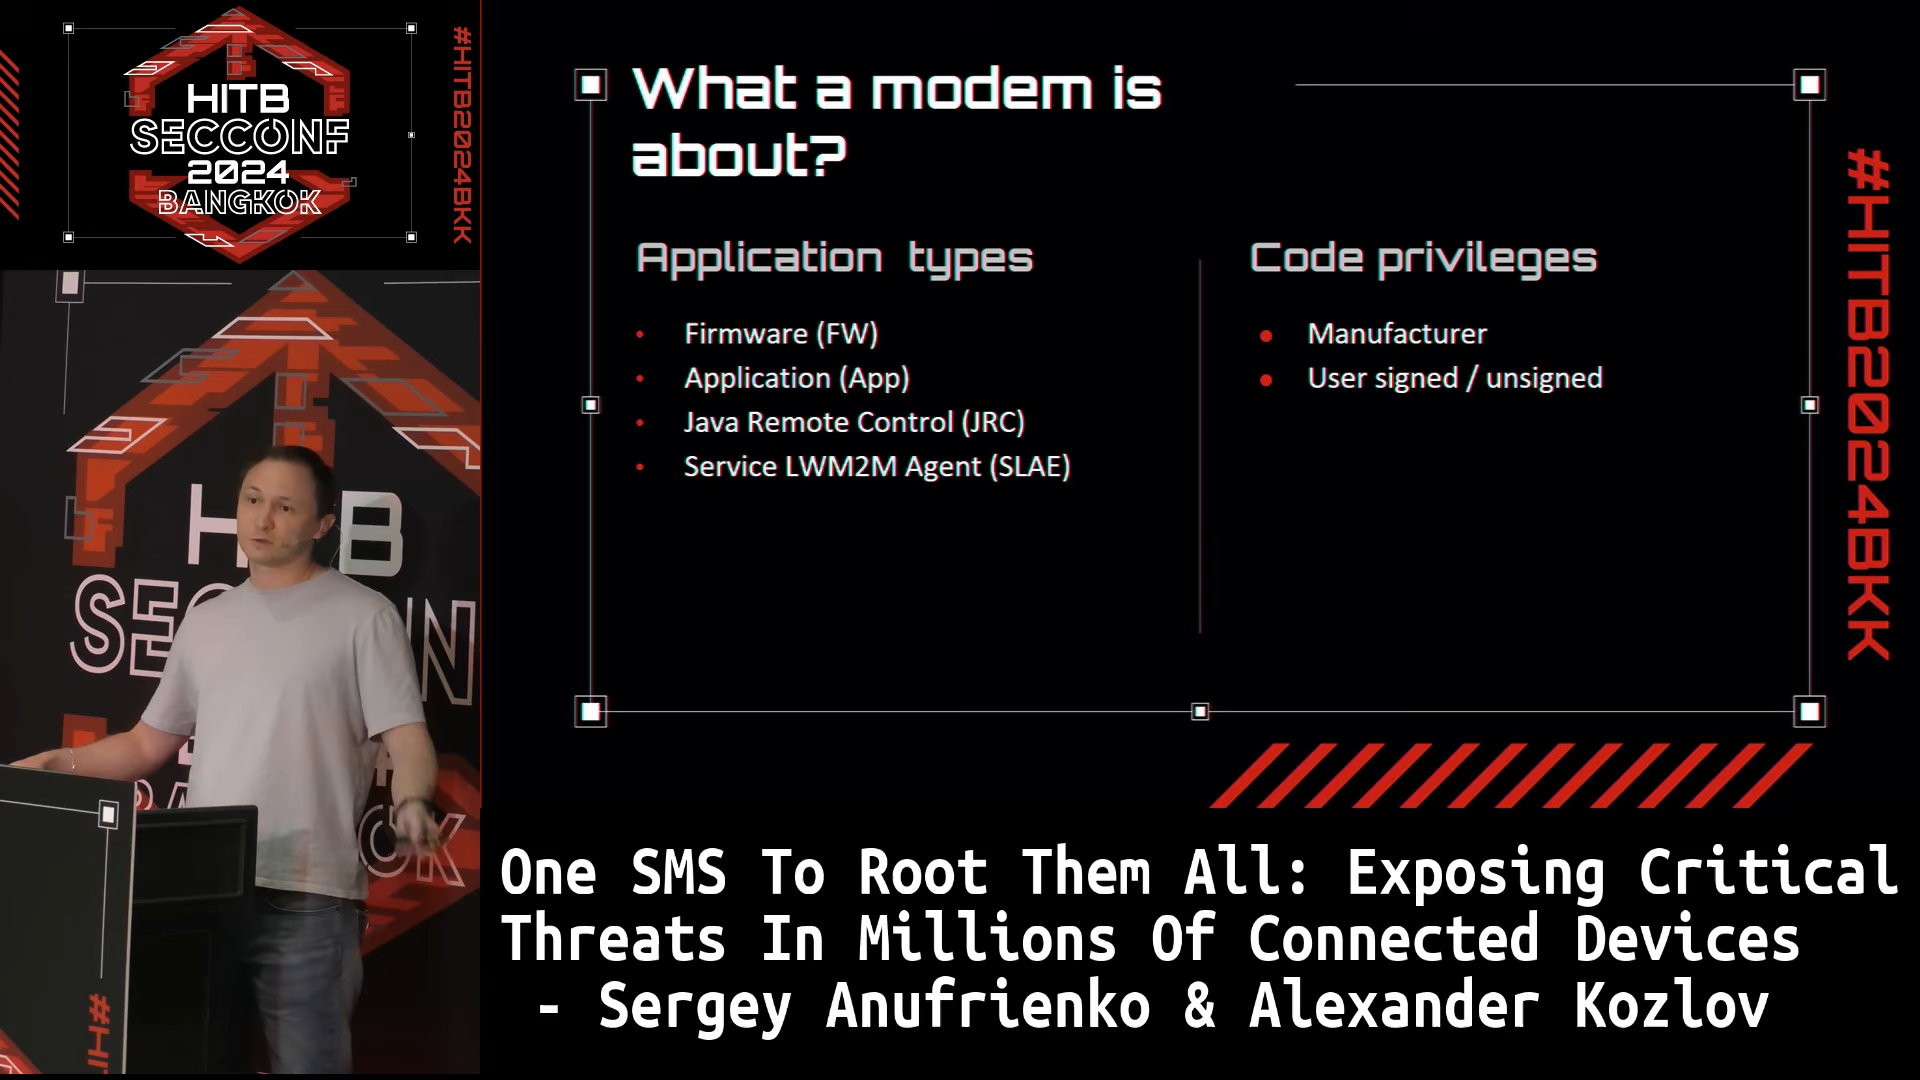 HITB
SECCONF
2024
BANGKOK
#HITB2024BKK
What a modem is
about?
Application types
Firmware (FW)
Application (App)
Java Remote Control (JRC)
Service LWM2M Agent (SLAE)
Code privileges
Manufacturer
User signed / unsigned
#HITB2024BKK
One SMS To Root Them All: Exposing Critical
Threats In Millions Of Connected Devices
- Sergey Anufrienko & Alexander Kozlov